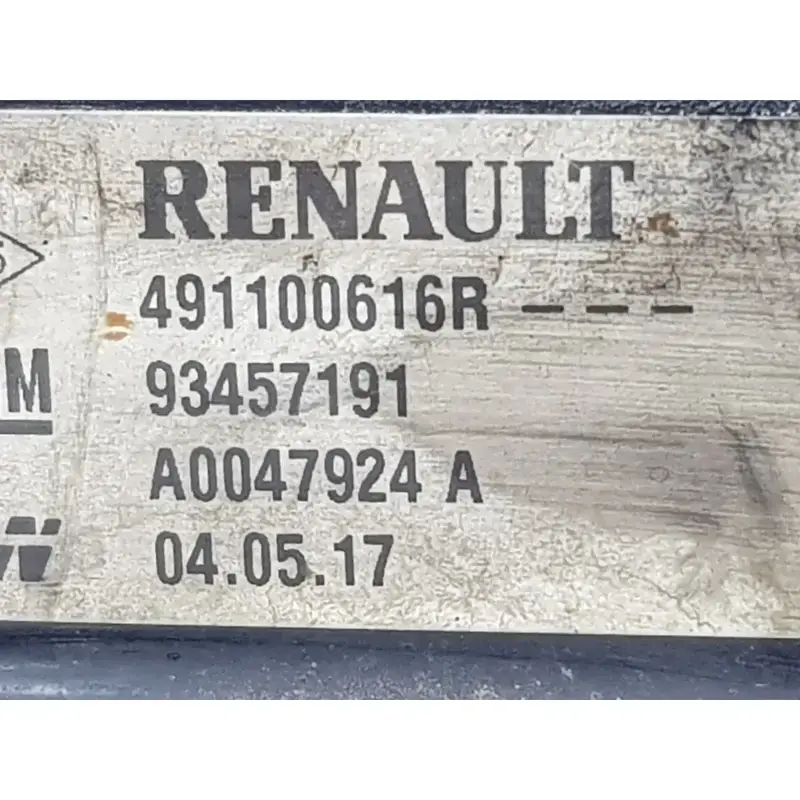 RENAULT
491100616R---
M 93457191
A0047924 A
04.05.17